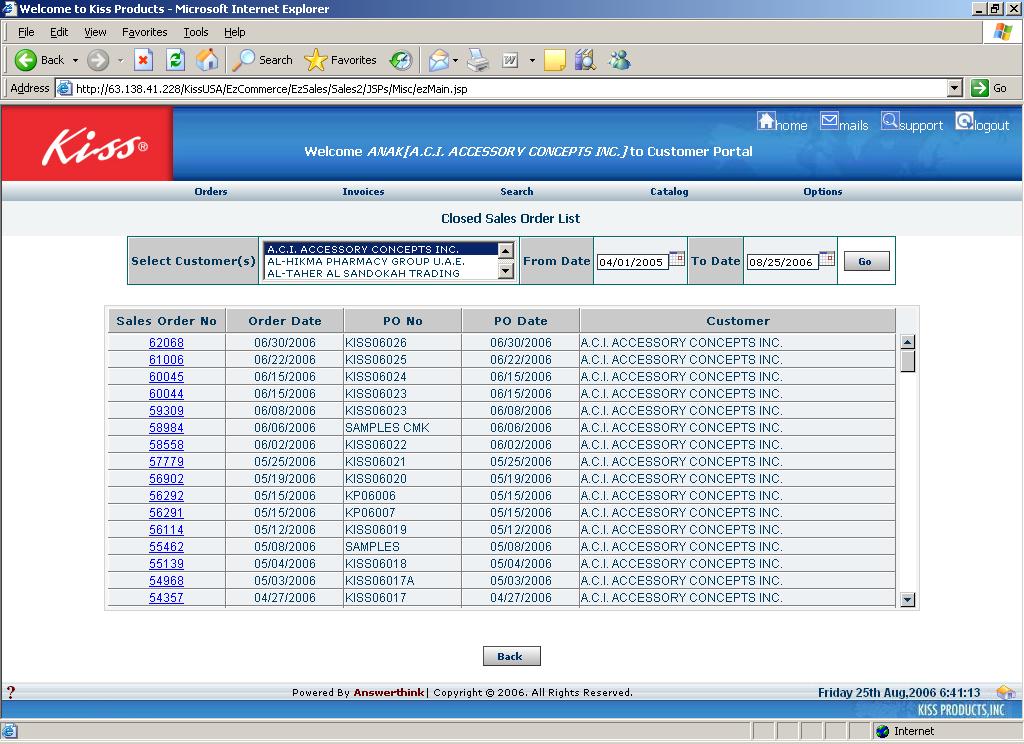 Welcome to Kiss Products - Microsoft Internet Explorer
File Edit View Favorites Tools Help
Back Search Favorites
Address http://63.138.41.228/KissUSA/EzCommerce/EzSales/Sales2/JSPs/Misc/ezMain.jsp Go
Kiss®
home mails support logout
Welcome ANAK[A.C.I. ACCESSORY CONCEPTS INC.] to Customer Portal
Orders Invoices Search Catalog Options
Closed Sales Order List
Select Customer(s)
A.C.I. ACCESSORY CONCEPTS INC.
AL-HIKMA PHARMACY GROUP U.A.E.
AL-TAHER AL SANDOKAH TRADING
From Date 04/01/2005 To Date 08/25/2006 Go
Sales Order No Order Date PO No PO Date Customer
62068 06/30/2006 KISS06026 06/30/2006 A.C.I. ACCESSORY CONCEPTS INC.
61006 06/22/2006 KISS06025 06/22/2006 A.C.I. ACCESSORY CONCEPTS INC.
60045 06/15/2006 KISS06024 06/15/2006 A.C.I. ACCESSORY CONCEPTS INC.
60044 06/15/2006 KISS06023 06/15/2006 A.C.I. ACCESSORY CONCEPTS INC.
59309 06/08/2006 KISS06023 06/08/2006 A.C.I. ACCESSORY CONCEPTS INC.
58984 06/06/2006 SAMPLES CMK 06/06/2006 A.C.I. ACCESSORY CONCEPTS INC.
58558 06/02/2006 KISS06022 06/02/2006 A.C.I. ACCESSORY CONCEPTS INC.
57779 05/25/2006 KISS06021 05/25/2006 A.C.I. ACCESSORY CONCEPTS INC.
56902 05/19/2006 KISS06020 05/19/2006 A.C.I. ACCESSORY CONCEPTS INC.
56292 05/15/2006 KP06006 05/15/2006 A.C.I. ACCESSORY CONCEPTS INC.
56291 05/15/2006 KP06007 05/15/2006 A.C.I. ACCESSORY CONCEPTS INC.
56114 05/12/2006 KISS06019 05/12/2006 A.C.I. ACCESSORY CONCEPTS INC.
55462 05/08/2006 SAMPLES 05/08/2006 A.C.I. ACCESSORY CONCEPTS INC.
55139 05/04/2006 KISS06018 05/04/2006 A.C.I. ACCESSORY CONCEPTS INC.
54968 05/03/2006 KISS06017A 05/03/2006 A.C.I. ACCESSORY CONCEPTS INC.
54357 04/27/2006 KISS06017 04/27/2006 A.C.I. ACCESSORY CONCEPTS INC.
Back
? Powered By Answerthink| Copyright © 2006. All Rights Reserved. Friday 25th Aug,2006 6:41:13
KISS PRODUCTS,INC
Internet